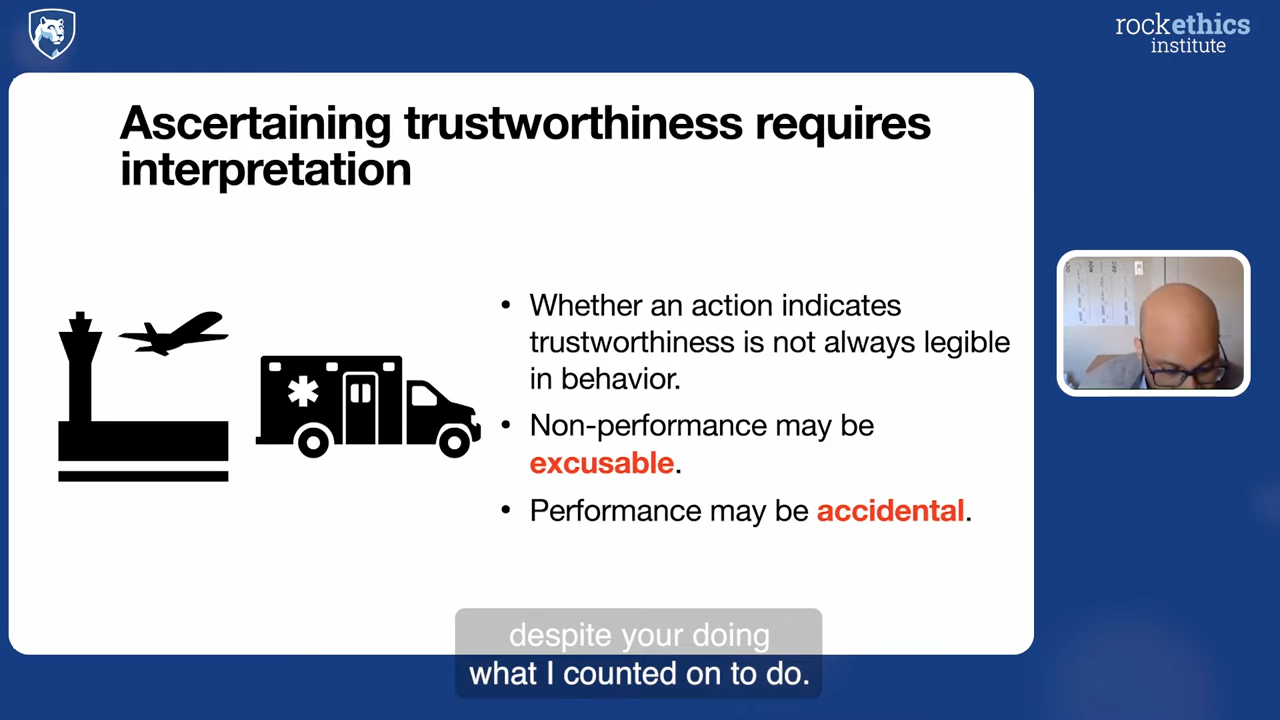 rockethics
institute
Ascertaining trustworthiness requires
interpretation
• Whether an action indicates
trustworthiness is not always legible
in behavior.
• Non-performance may be
excusable.
• Performance may be accidental.
despite your doing
what I counted on to do.